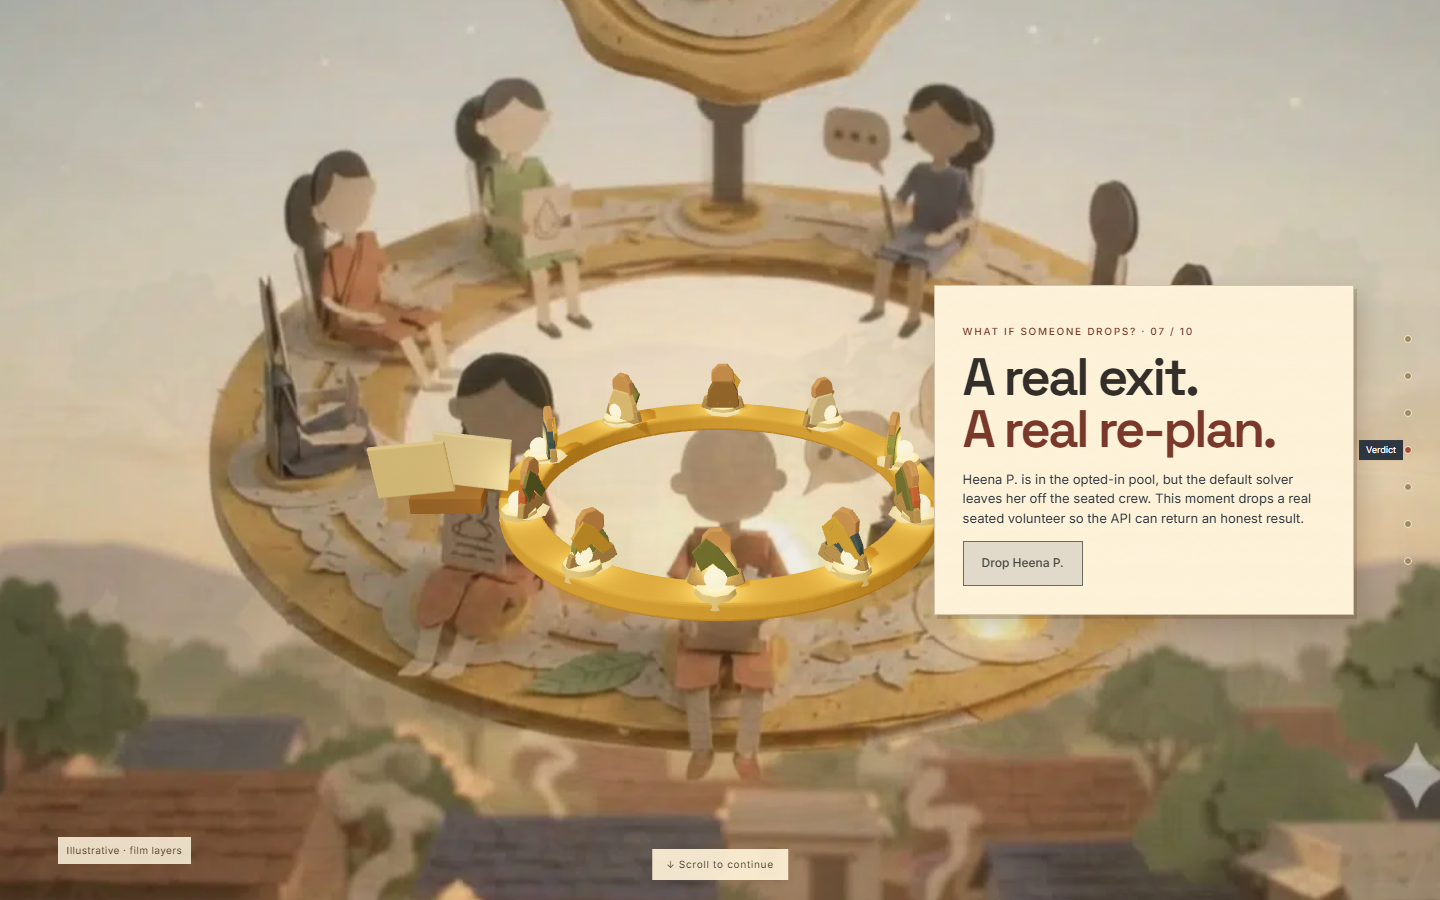 WHAT IF SOMEONE DROPS? · 07 / 10
A real exit.
A real re-plan.
Heena P. is in the opted-in pool, but the default solver
leaves her off the seated crew. This moment drops a real
seated volunteer so the API can return an honest result.
Drop Heena P.
Verdict
Illustrative · film layers
↓ Scroll to continue